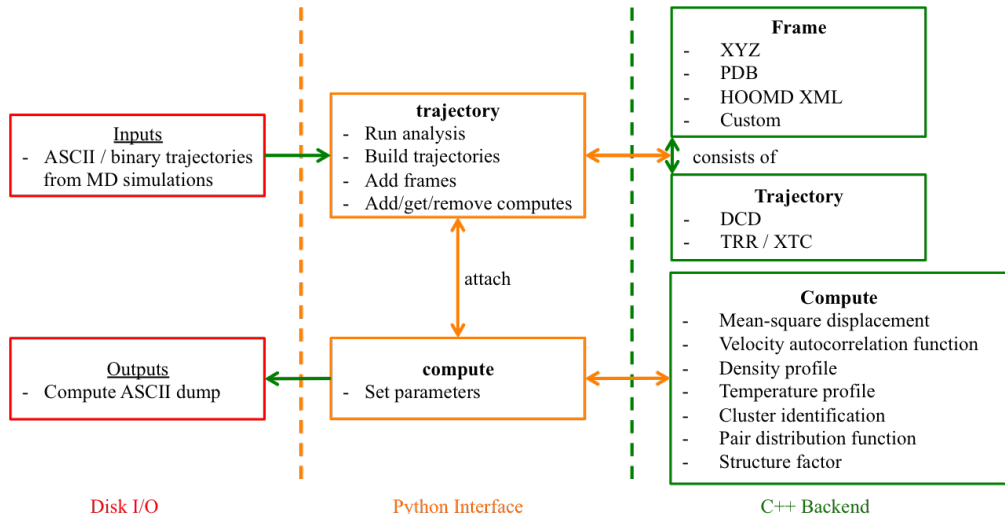 Inputs
- ASCII / binary trajectories
from MD simulations
trajectory
- Run analysis
- Build trajectories
- Add frames
- Add/get/remove computes
Frame
- XYZ
- PDB
- HOOMD XML
- Custom
consists of
Trajectory
- DCD
- TRR / XTC
attach
Outputs
- Compute ASCII dump
compute
- Set parameters
Compute
- Mean-square displacement
- Velocity autocorrelation function
- Density profile
- Temperature profile
- Cluster identification
- Pair distribution function
- Structure factor
Disk I/O
Python Interface
C++ Backend